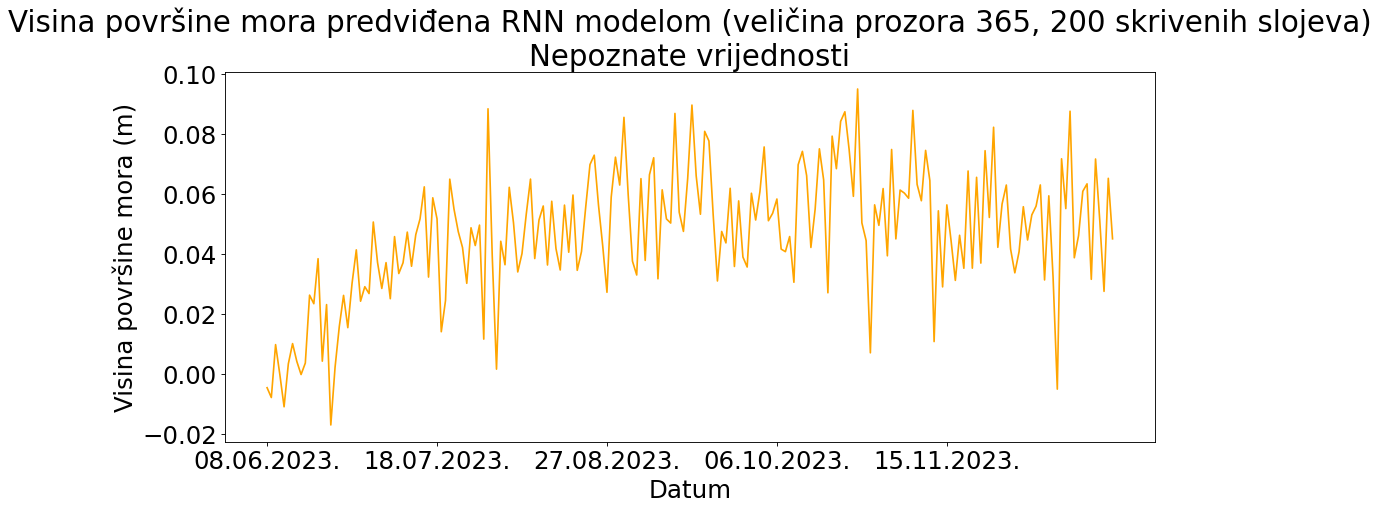 Visina površine mora predviđena RNN modelom (veličina prozora 365, 200 skrivenih slojeva)
Nepoznate vrijednosti
Visina površine mora (m)
0.10
0.08
0.06
0.04
0.02
0.00
−0.02
08.06.2023. 18.07.2023. 27.08.2023. 06.10.2023. 15.11.2023.
Datum